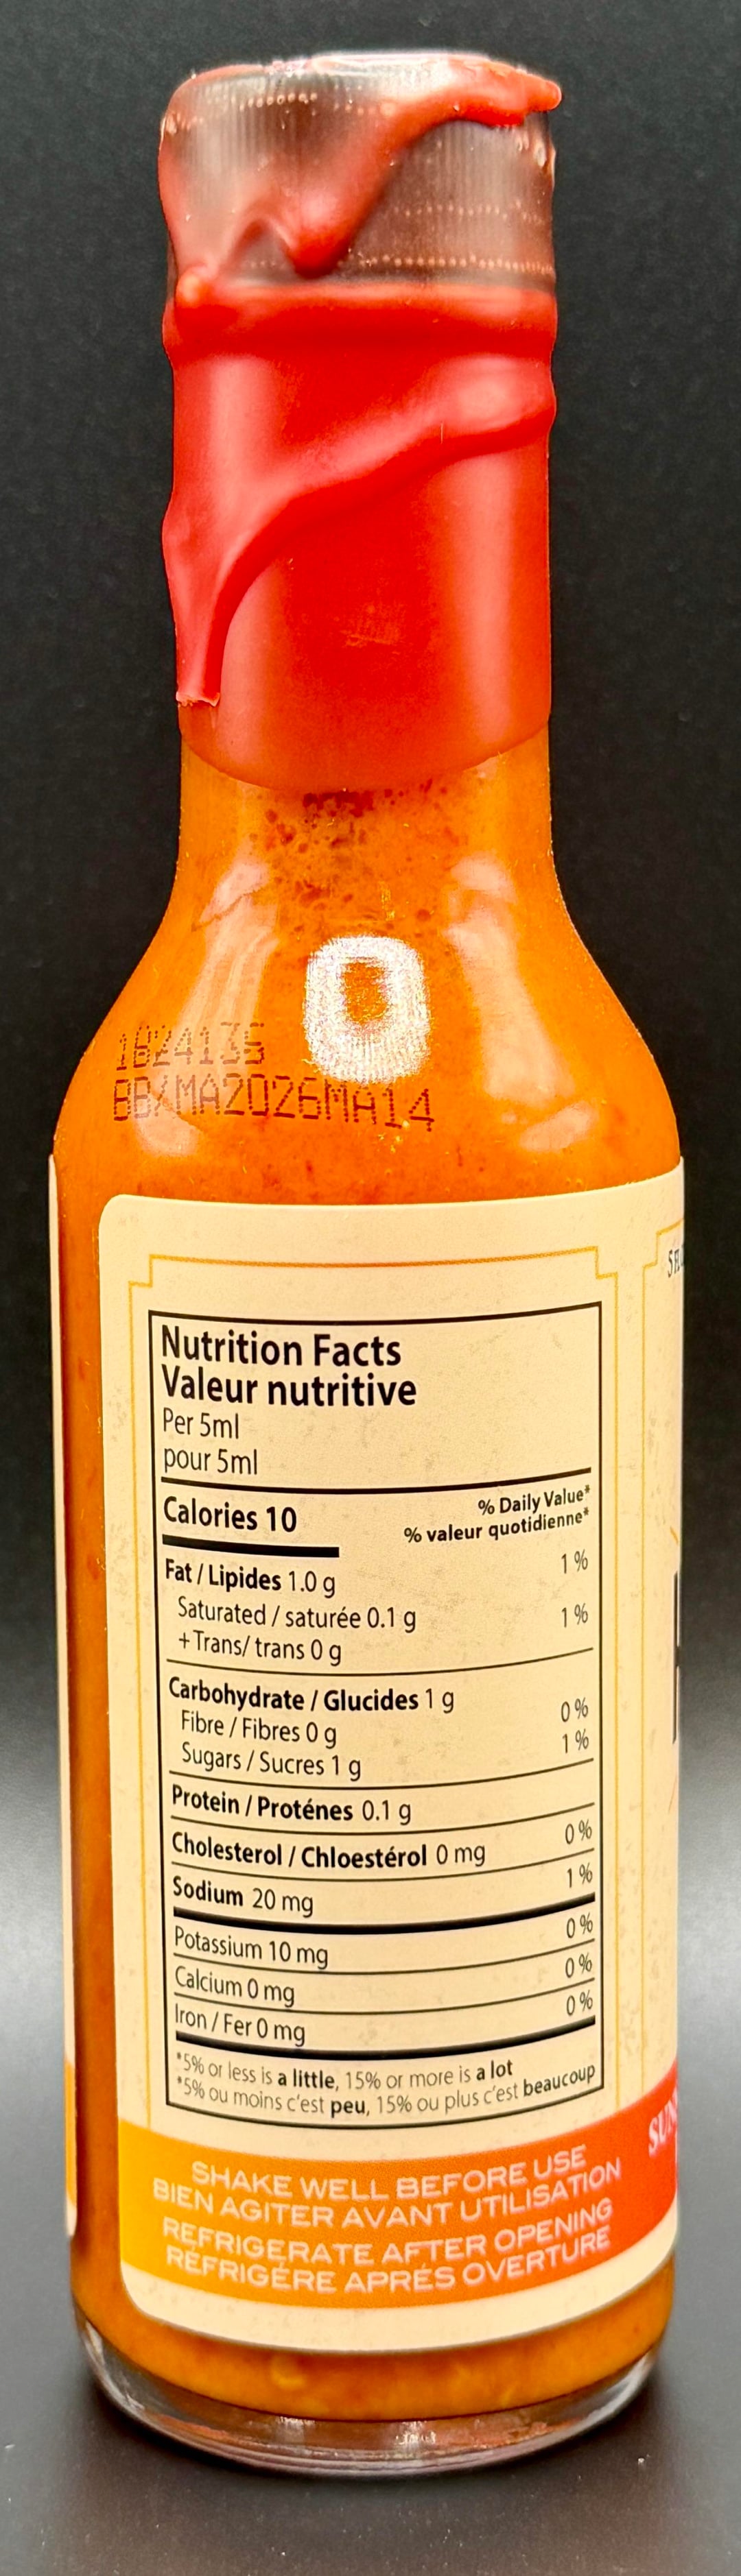 1824135
BB/MA2026MA14
Nutrition Facts
Valeur nutritive
Per 5ml
pour 5ml
Calories 10
% Daily Value*
% valeur quotidienne*
Fat / Lipides 1.0 g 1 %
Saturated / saturée 0.1 g 1 %
+Trans/ trans 0 g
Carbohydrate / Glucides 1 g
Fibre / Fibres 0 g 0 %
Sugars / Sucres 1 g 1 %
Protein / Proténes 0.1 g
Cholesterol / Chloestérol 0 mg 0 %
Sodium 20 mg 1 %
Potassium 10 mg 0 %
Calcium 0 mg 0 %
Iron / Fer 0 mg 0 %
*5% or less is a little, 15% or more is a lot
*5% ou moins c'est peu, 15% ou plus c'est beaucoup
SHAKE WELL BEFORE USE
BIEN AGITER AVANT UTILISATION
REFRIGERATE AFTER OPENING
RÉFRIGÉRE APRÉS OVERTURE